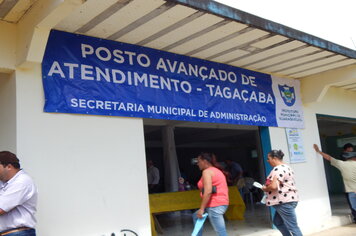 POSTO AVANÇADO DE
ATENDIMENTO - TAGAÇABA
SECRETARIA MUNICIPAL DE ADMINISTRAÇÃO